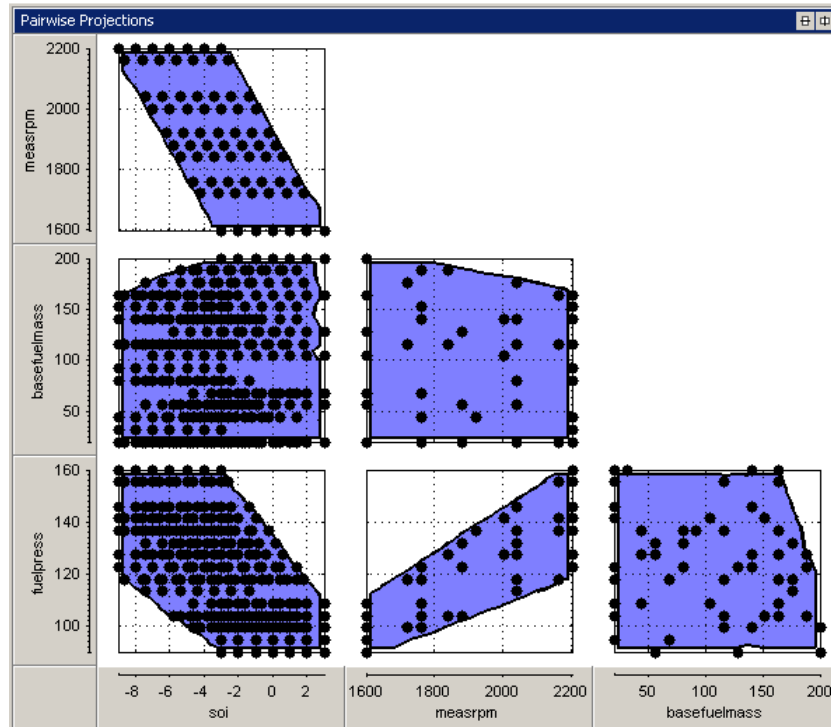 Pairwise Projections
2200
2000
1800
1600
measrpm
200
150
100
50
basefuelmass
160
140
120
100
fuelpress
-8 -6 -4 -2 0 2
soi
1600 1800 2000 2200
measrpm
50 100 150 200
basefuelmass